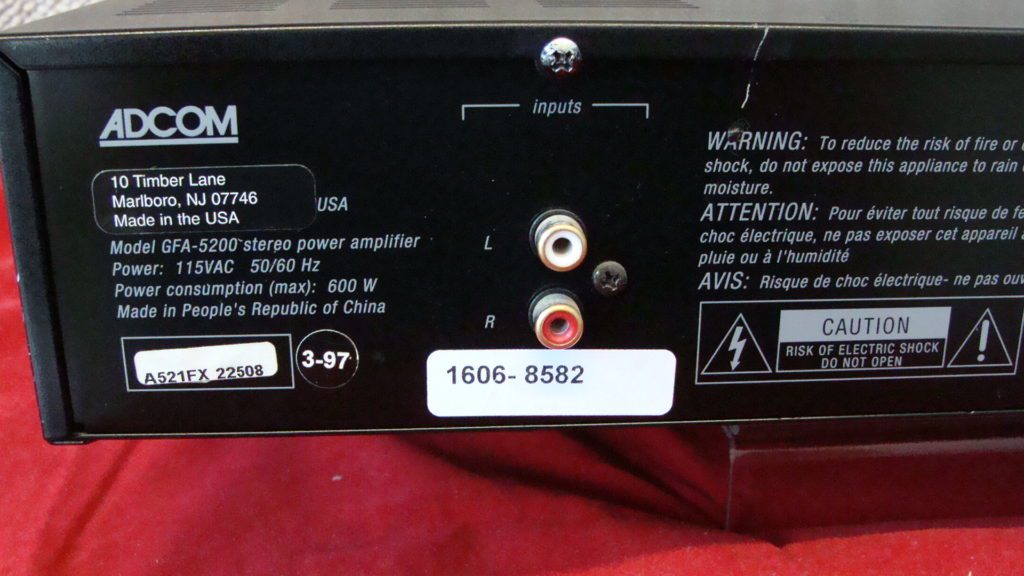 ADCOM
10 Timber Lane
Marlboro, NJ 07746
Made in the USA
USA
Model GFA-5200 stereo power amplifier
Power: 115VAC 50/60 Hz
Power consumption (max): 600 W
Made in People's Republic of China
A521FX 22508
3-97
inputs
L
R
1606- 8582
WARNING: To reduce the risk of fire or
shock, do not expose this appliance to rain
moisture.
ATTENTION: Pour éviter tout risque de
choc électrique, ne pas exposer cet appareil
pluie ou à l'humidité
AVIS: Risque de choc électrique- ne pas
CAUTION
RISK OF ELECTRIC SHOCK
DO NOT OPEN